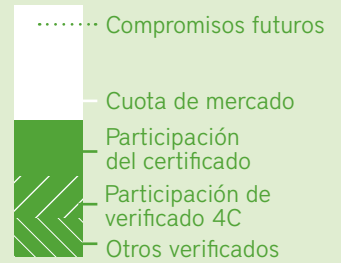 Compromisos futuros
Cuota de mercado
Participación
del certificado
Participación de
verificado 4C
Otros verificados